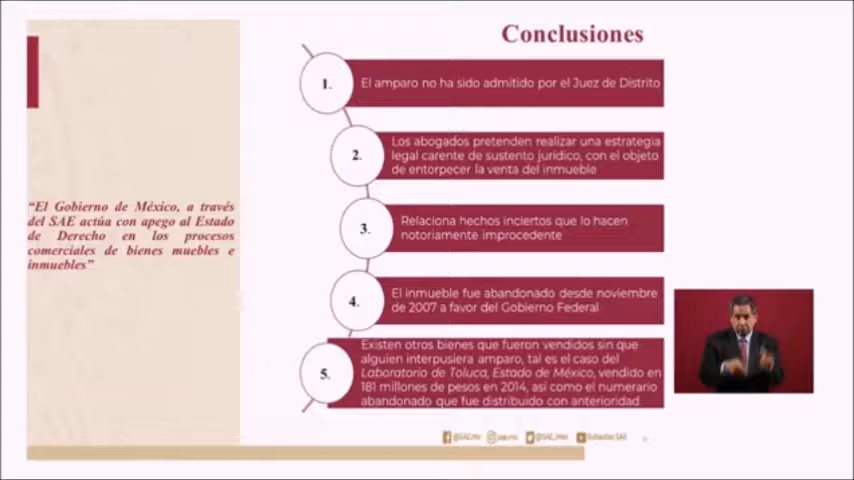 Conclusiones
“El Gobierno de México, a través
del SAE actúa con apego al Estado
de Derecho en los procesos
comerciales de bienes muebles e
inmuebles”
1.
El amparo no ha sido admitido por el Juez de Distrito
2.
Los abogados pretenden realizar una estrategia
legal carente de sustento jurídico, con el objeto
de entorpecer la venta del inmueble
3.
Relaciona hechos inciertos que lo hacen
notoriamente improcedente
4.
El inmueble fue abandonado desde noviembre
de 2007 a favor del Gobierno Federal
5.
Existen otros bienes que fueron vendidos sin que
alguien interpusiera amparo, tal es el caso del
Laboratorio de Toluca, Estado de México, vendido en
181 millones de pesos en 2014, así como el numerario
abandonado que fue distribuido con anterioridad.
@SAEmx sae.mx @SAE_Mex Subastas SAE